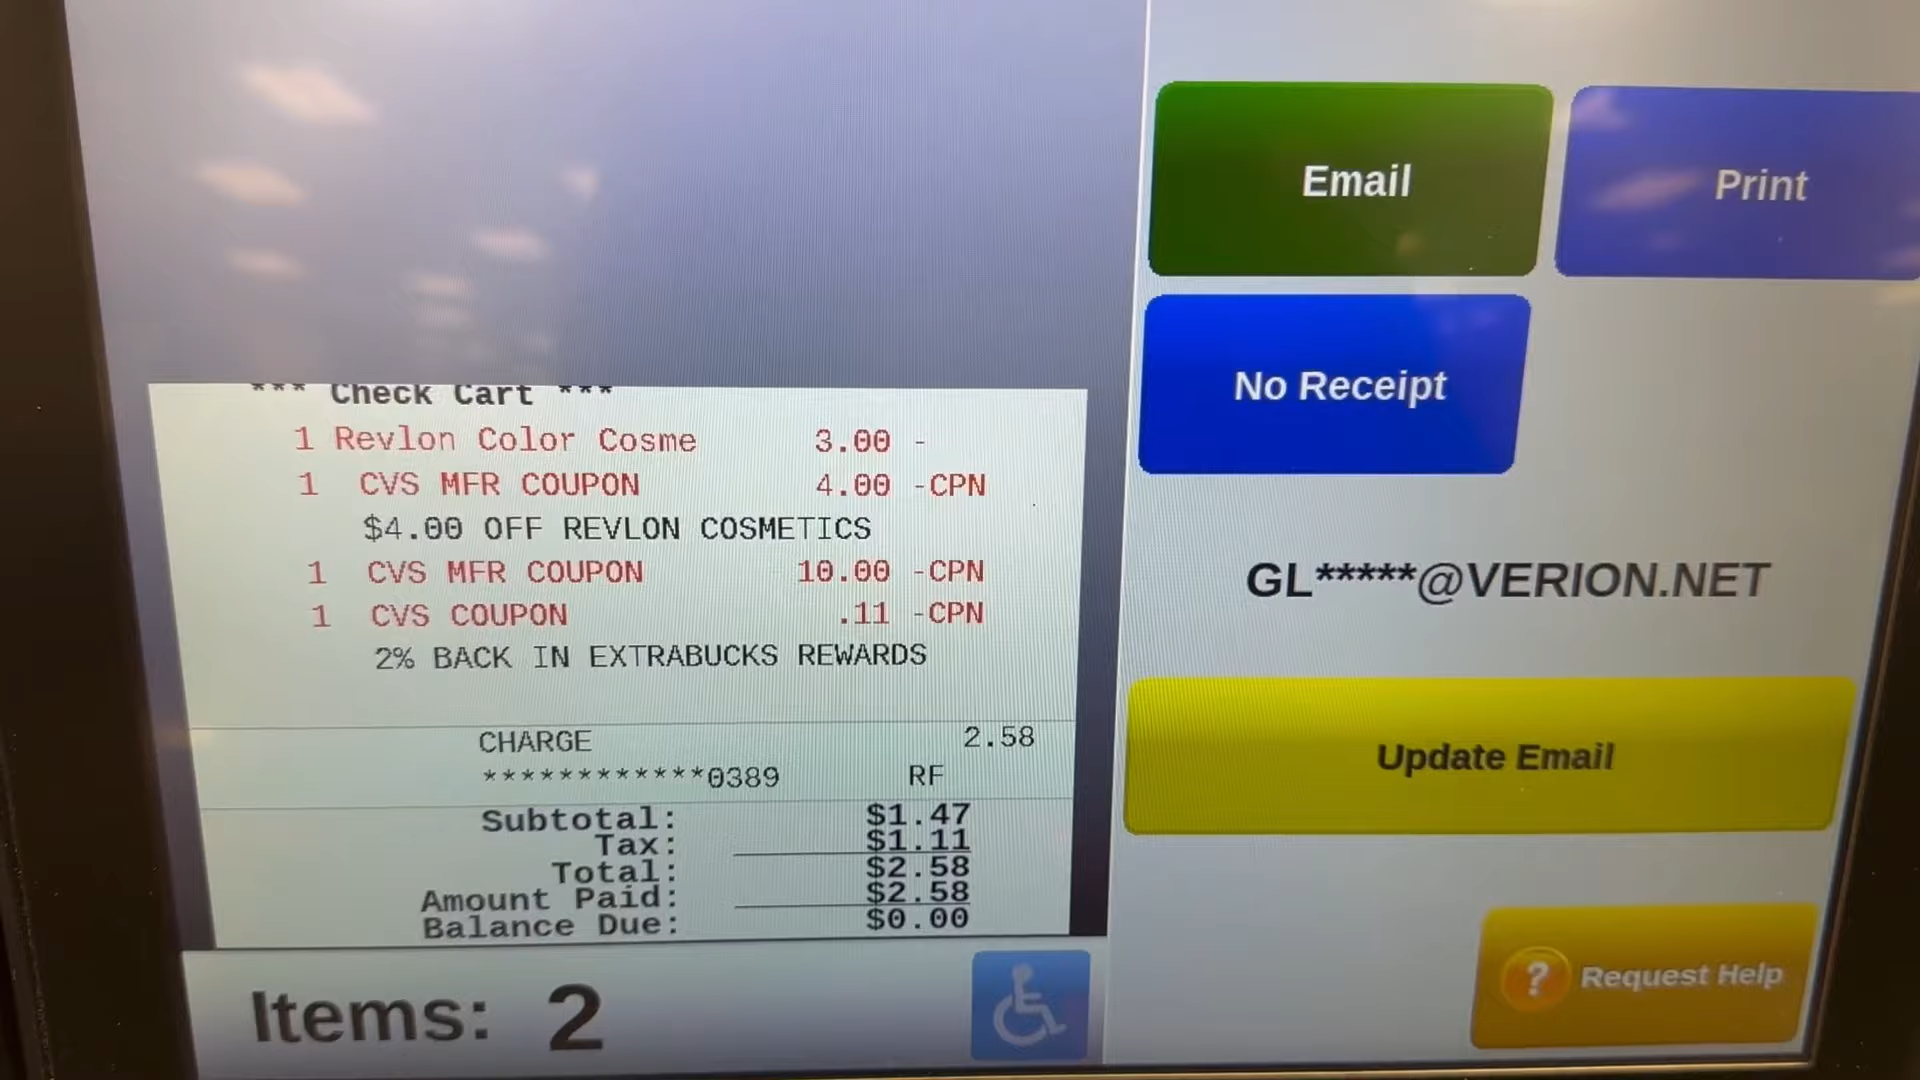 *** Check Cart ***
1 Revlon Color Cosme 3.00 -
1 CVS MFR COUPON 4.00 -CPN
$4.00 OFF REVLON COSMETICS
1 CVS MFR COUPON 10.00 -CPN
1 CVS COUPON .11 -CPN
2% BACK IN EXTRABUCKS REWARDS
CHARGE 2.58
************0389 RF
Subtotal: $1.47
Tax: $1.11
Total: $2.58
Amount Paid: $2.58
Balance Due: $0.00
Items: 2
Email
Print
No Receipt
GL*****@VERION.NET
Update Email
? Request Help